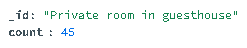 _id: "Private room in guesthouse"
count : 45